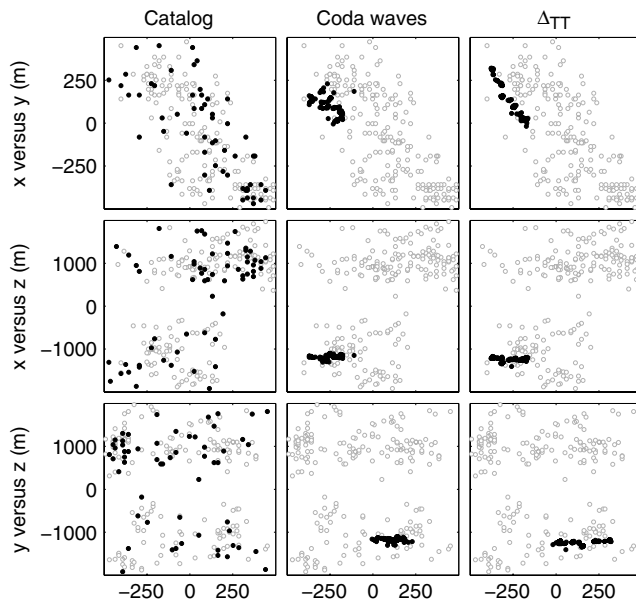 Catalog Coda waves Δ_TT
x versus y (m)
250
0
−250
x versus z (m)
1000
0
−1000
y versus z (m)
1000
0
−1000
−250 0 250 −250 0 250 −250 0 250